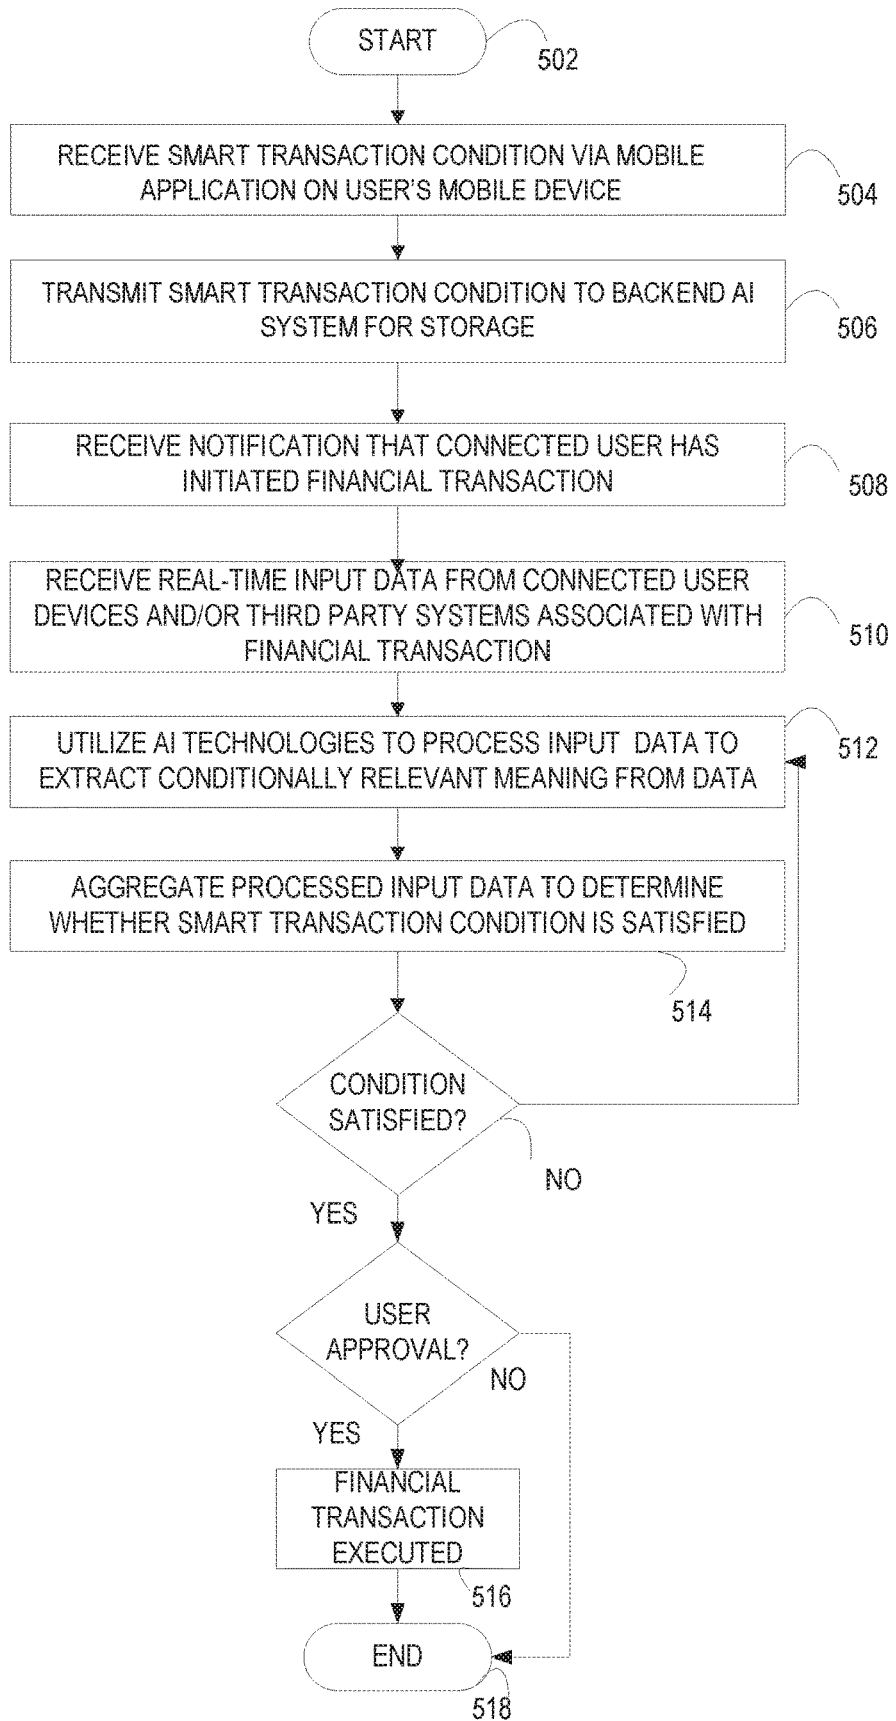 START
502
RECEIVE SMART TRANSACTION CONDITION VIA MOBILE
APPLICATION ON USER'S MOBILE DEVICE
504
TRANSMIT SMART TRANSACTION CONDITION TO BACKEND AI
SYSTEM FOR STORAGE
506
RECEIVE NOTIFICATION THAT CONNECTED USER HAS
INITIATED FINANCIAL TRANSACTION
508
RECEIVE REAL-TIME INPUT DATA FROM CONNECTED USER
DEVICES AND/OR THIRD PARTY SYSTEMS ASSOCIATED WITH
FINANCIAL TRANSACTION
510
UTILIZE AI TECHNOLOGIES TO PROCESS INPUT DATA TO
EXTRACT CONDITIONALLY RELEVANT MEANING FROM DATA
512
AGGREGATE PROCESSED INPUT DATA TO DETERMINE
WHETHER SMART TRANSACTION CONDITION IS SATISFIED
514
CONDITION
SATISFIED?
NO
YES
USER
APPROVAL?
NO
YES
FINANCIAL
TRANSACTION
EXECUTED
516
END
518